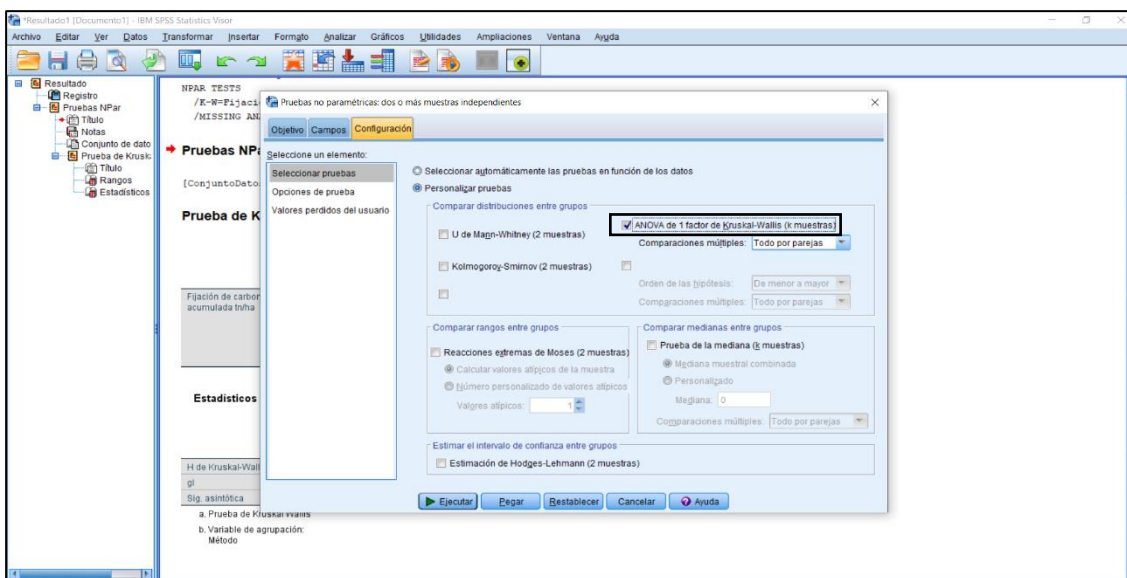 *Resultado1 [Documento1] - IBM SPSS Statistics Visor
Archivo Editar Ver Datos Transformar Insertar Formato Analizar Gráficos Utilidades Ampliaciones Ventana Ayuda
Resultado
Registro
Pruebas NPar
Título
Notas
Conjunto de dato
Prueba de Krusk
Título
Rangos
Estadísticos
NPAR TESTS
/K-W=Fijaci
/MISSING AN
Pruebas NP
[ConjuntoDato
Prueba de K
Fijación de carbor
acumulada tn/ha
Estadísticos
H de Kruskal-Wall
gl
Sig. asintótica
a. Prueba de Kruskal Wallis
b. Variable de agrupación:
Método
Pruebas no paramétricas: dos o más muestras independientes
Objetivo Campos Configuración
Seleccione un elemento:
Seleccionar pruebas
Opciones de prueba
Valores perdidos del usuario
Seleccionar automáticamente las pruebas en función de los datos
Personalizar pruebas
Comparar distribuciones entre grupos
U de Mann-Whitney (2 muestras)
ANOVA de 1 factor de Kruskal-Wallis (k muestras)
Comparaciones múltiples: Todo por parejas
Kolmogorov-Smirnov (2 muestras)
Orden de las hipótesis: De menor a mayor
Comparaciones múltiples: Todo por parejas
Comparar rangos entre grupos
Reacciones extremas de Moses (2 muestras)
Calcular valores atípicos de la muestra
Número personalizado de valores atípicos
Valores atípicos: 1
Comparar medianas entre grupos
Prueba de la mediana (k muestras)
Mediana muestral combinada
Personalizado
Mediana: 0
Comparaciones múltiples: Todo por parejas
Estimar el intervalo de confianza entre grupos
Estimación de Hodges-Lehmann (2 muestras)
Ejecutar Pegar Restablecer Cancelar Ayuda